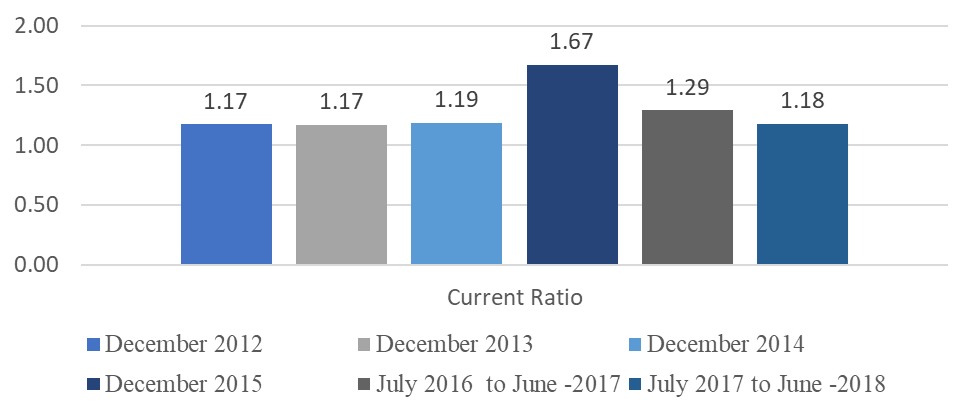 2.00
1.67
1.50
1.29
1.17
1.17
1.19
1.18
1.00
0.50
0.00
Current Ratio
December 2012
December 2013
December 2014
December 2015
July 2016  to June -2017
July 2017 to June -2018